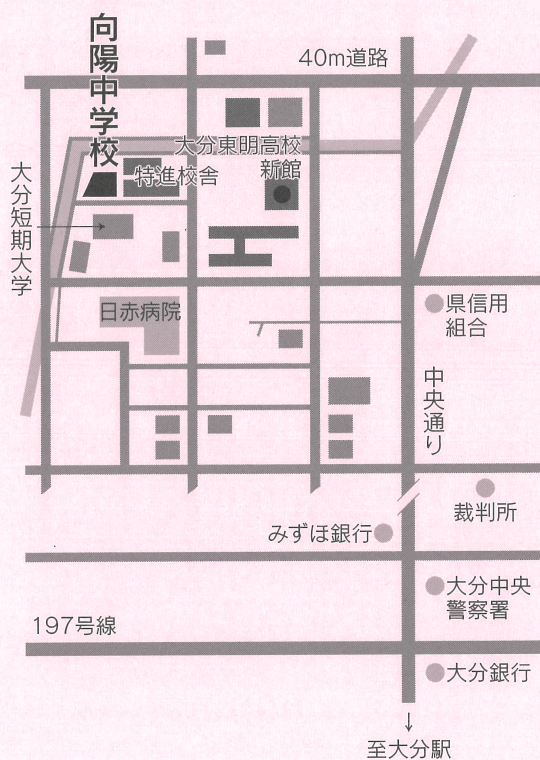 向陽中学校
40m道路
大分東明高校
新館
特進校舎
大分短期大学
日赤病院
県信用
組合
中央通り
裁判所
みずほ銀行
大分中央
警察署
197号線
大分銀行
↓
至大分駅